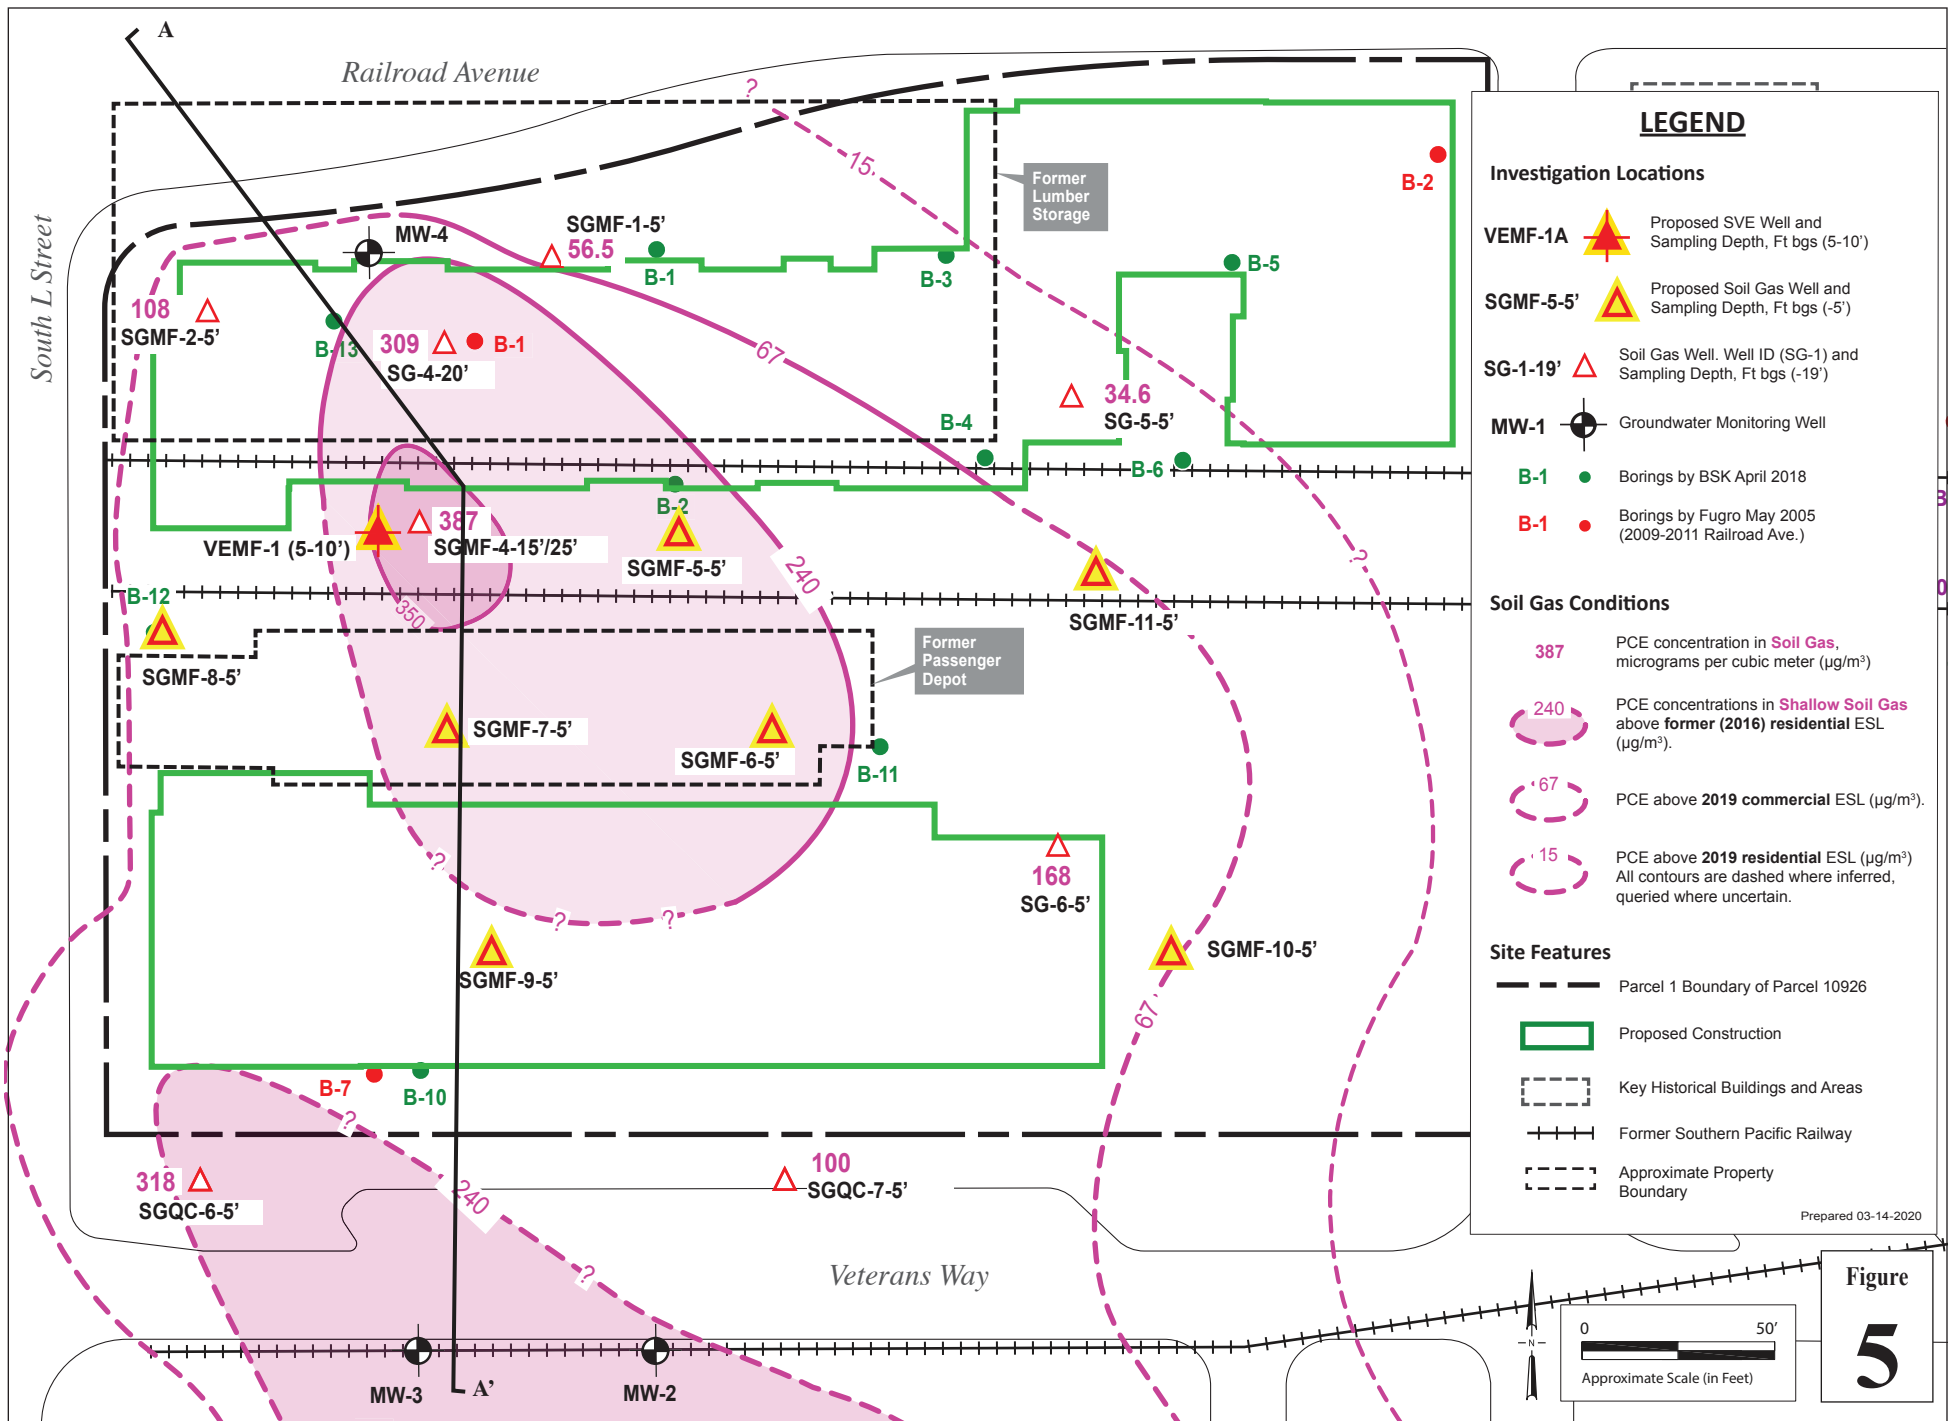 A
Railroad Avenue
South L Street
?
15
Former
Lumber
Storage
B-2
SGMF-1-5’
56.5
MW-4
B-1
B-3
B-5
108
SGMF-2-5’
B-13
309
SG-4-20’
B-1
67
34.6
SG-5-5’
B-4
B-6
B-2
387
SGMF-4-15’/25’
VEMF-1 (5-10’)
SGMF-5-5’
240
?
350
B-12
SGMF-8-5’
SGMF-11-5’
Former
Passenger
Depot
SGMF-7-5’
SGMF-6-5’
B-11
?
?
?
168
SG-6-5’
SGMF-9-5’
SGMF-10-5’
67
B-7
B-10
?
318
SGQC-6-5’
240
100
SGQC-7-5’
?
Veterans Way
MW-3
A’
MW-2
LEGEND
Investigation Locations
VEMF-1A
Proposed SVE Well and
Sampling Depth, Ft bgs (5-10’)
SGMF-5-5’
Proposed Soil Gas Well and
Sampling Depth, Ft bgs (-5’)
SG-1-19’
Soil Gas Well. Well ID (SG-1) and
Sampling Depth, Ft bgs (-19’)
MW-1
Groundwater Monitoring Well
B-1
Borings by BSK April 2018
B-1
Borings by Fugro May 2005
(2009-2011 Railroad Ave.)
Soil Gas Conditions
387
PCE concentration in Soil Gas,
micrograms per cubic meter (µg/m³)
240
PCE concentrations in Shallow Soil Gas
above former (2016) residential ESL
(µg/m³).
67
PCE above 2019 commercial ESL (µg/m³).
15
PCE above 2019 residential ESL (µg/m³)
All contours are dashed where inferred,
queried where uncertain.
Site Features
Parcel 1 Boundary of Parcel 10926
Proposed Construction
Key Historical Buildings and Areas
Former Southern Pacific Railway
Approximate Property
Boundary
Prepared 03-14-2020
N
0 50’
Approximate Scale (in Feet)
Figure
5